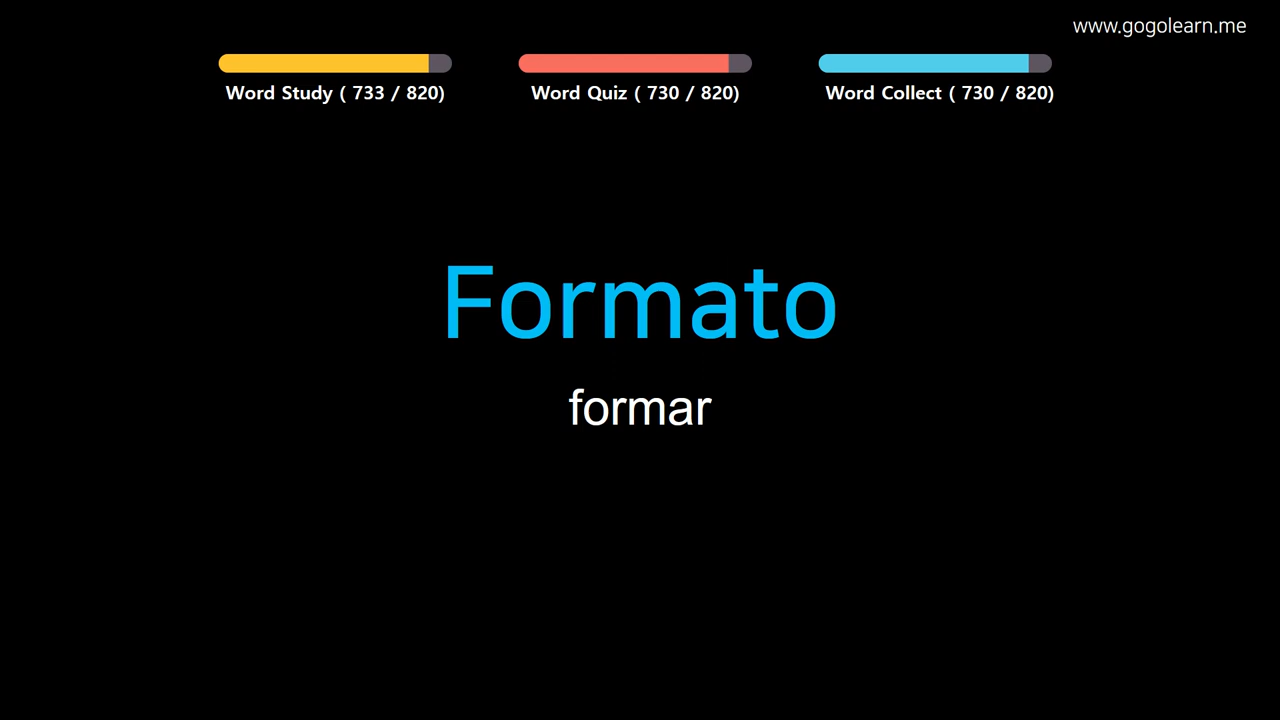 www.gogolearn.me
Word Study ( 733 / 820)
Word Quiz ( 730 / 820)
Word Collect ( 730 / 820)
Formato
formar